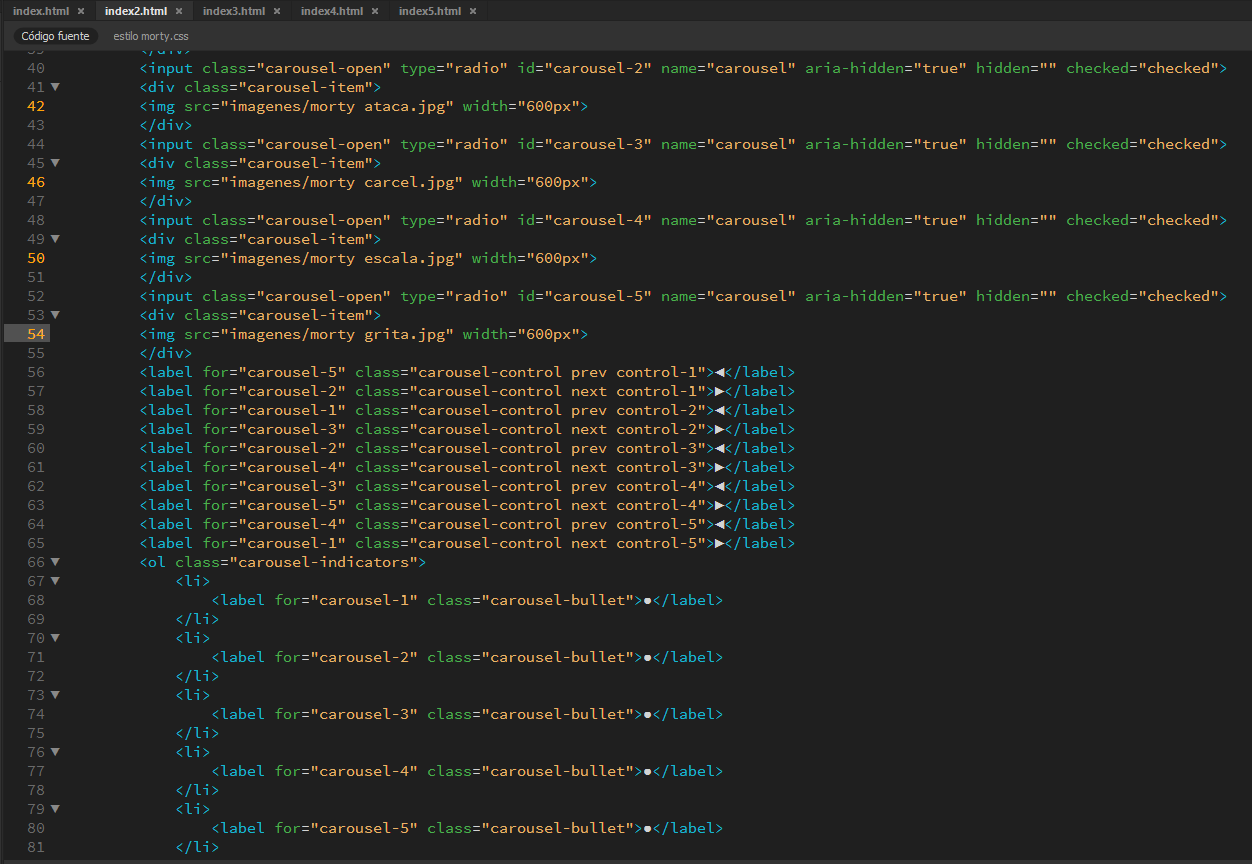 index.html × index2.html × index3.html × index4.html × index5.html ×
Código fuente estilo morty.css
39 </div>
40 <input class="carousel-open" type="radio" id="carousel-2" name="carousel" aria-hidden="true" hidden="" checked="checked">
41 ▼ <div class="carousel-item">
42 <img src="imagenes/morty ataca.jpg" width="600px">
43 </div>
44 <input class="carousel-open" type="radio" id="carousel-3" name="carousel" aria-hidden="true" hidden="" checked="checked">
45 ▼ <div class="carousel-item">
46 <img src="imagenes/morty carcel.jpg" width="600px">
47 </div>
48 <input class="carousel-open" type="radio" id="carousel-4" name="carousel" aria-hidden="true" hidden="" checked="checked">
49 ▼ <div class="carousel-item">
50 <img src="imagenes/morty escala.jpg" width="600px">
51 </div>
52 <input class="carousel-open" type="radio" id="carousel-5" name="carousel" aria-hidden="true" hidden="" checked="checked">
53 ▼ <div class="carousel-item">
54 <img src="imagenes/morty grita.jpg" width="600px">
55 </div>
56 <label for="carousel-5" class="carousel-control prev control-1">◀</label>
57 <label for="carousel-2" class="carousel-control next control-1">▶</label>
58 <label for="carousel-1" class="carousel-control prev control-2">◀</label>
59 <label for="carousel-3" class="carousel-control next control-2">▶</label>
60 <label for="carousel-2" class="carousel-control prev control-3">◀</label>
61 <label for="carousel-4" class="carousel-control next control-3">▶</label>
62 <label for="carousel-3" class="carousel-control prev control-4">◀</label>
63 <label for="carousel-5" class="carousel-control next control-4">▶</label>
64 <label for="carousel-4" class="carousel-control prev control-5">◀</label>
65 <label for="carousel-1" class="carousel-control next control-5">▶</label>
66 ▼ <ol class="carousel-indicators">
67 ▼ <li>
68 <label for="carousel-1" class="carousel-bullet">●</label>
69 </li>
70 ▼ <li>
71 <label for="carousel-2" class="carousel-bullet">●</label>
72 </li>
73 ▼ <li>
74 <label for="carousel-3" class="carousel-bullet">●</label>
75 </li>
76 ▼ <li>
77 <label for="carousel-4" class="carousel-bullet">●</label>
78 </li>
79 ▼ <li>
80 <label for="carousel-5" class="carousel-bullet">●</label>
81 </li>